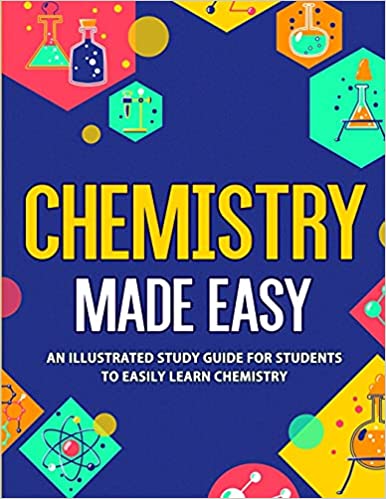 CHEMISTRY
MADE EASY
AN ILLUSTRATED STUDY GUIDE FOR STUDENTS
TO EASILY LEARN CHEMISTRY